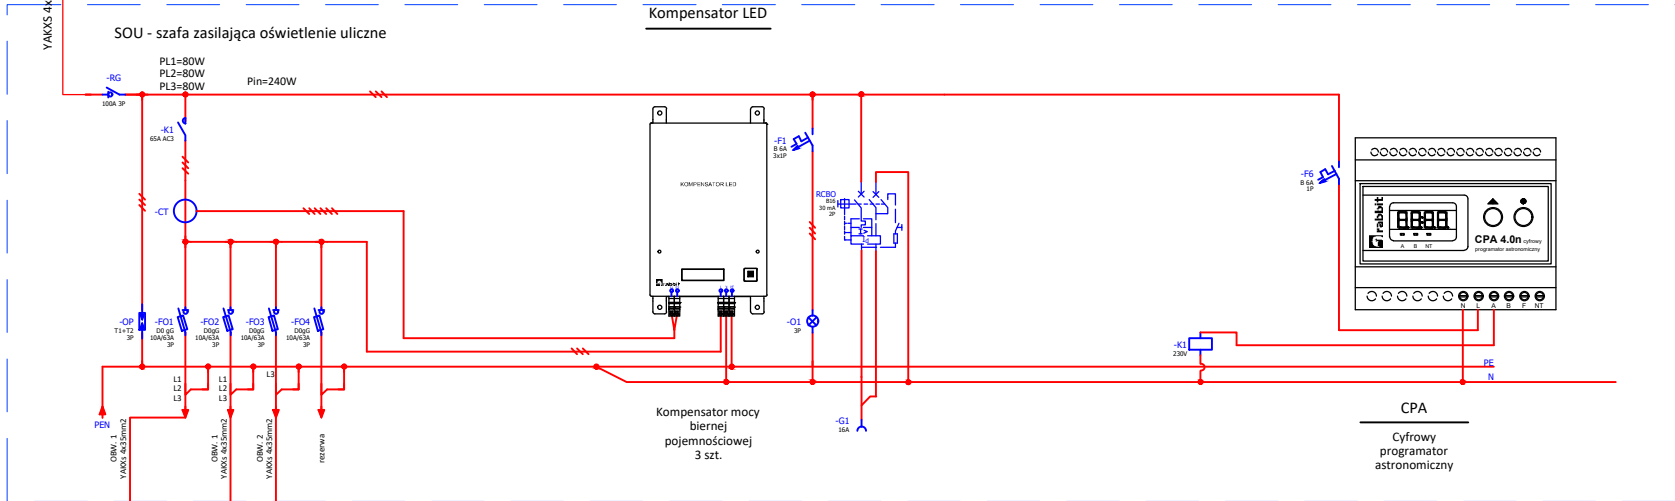 YAKXS 4x
SOU - szafa zasilająca oświetlenie uliczne
Kompensator LED
PL1=80W
PL2=80W
PL3=80W
Pin=240W
-RG
100A 3P
-K1
65A AC3
-CT
-OP
T1+T2
3P
-FO1
D0 gG
10A/63A
3P
-FO2
D0gG
10A/63A
3P
-FO3
D0gG
10A/63A
3P
-FO4
D0gG
10A/63A
3P
L1
L2
L3
L1
L2
L3
L3
PEN
OBW. 1
YAKXs 4x35mm2
OBW. 1
YAKXs 4x35mm2
OBW. 2
YAKXs 4x35mm2
rezerwa
KOMPENSATOR LED
rabbit
Kompensator mocy
biernej
pojemnościowej
3 szt.
-F1
B 6A
3x1P
-O1
3P
RCBO
B16
30 mA
2P
-G1
16A
-K1
230V
-F6
B 6A
1P
rabbit
88:88
A B NT
CPA 4.0n cyfrowy
programator astronomiczny
N L A B F NT
PE
N
CPA
Cyfrowy
programator
astronomiczny